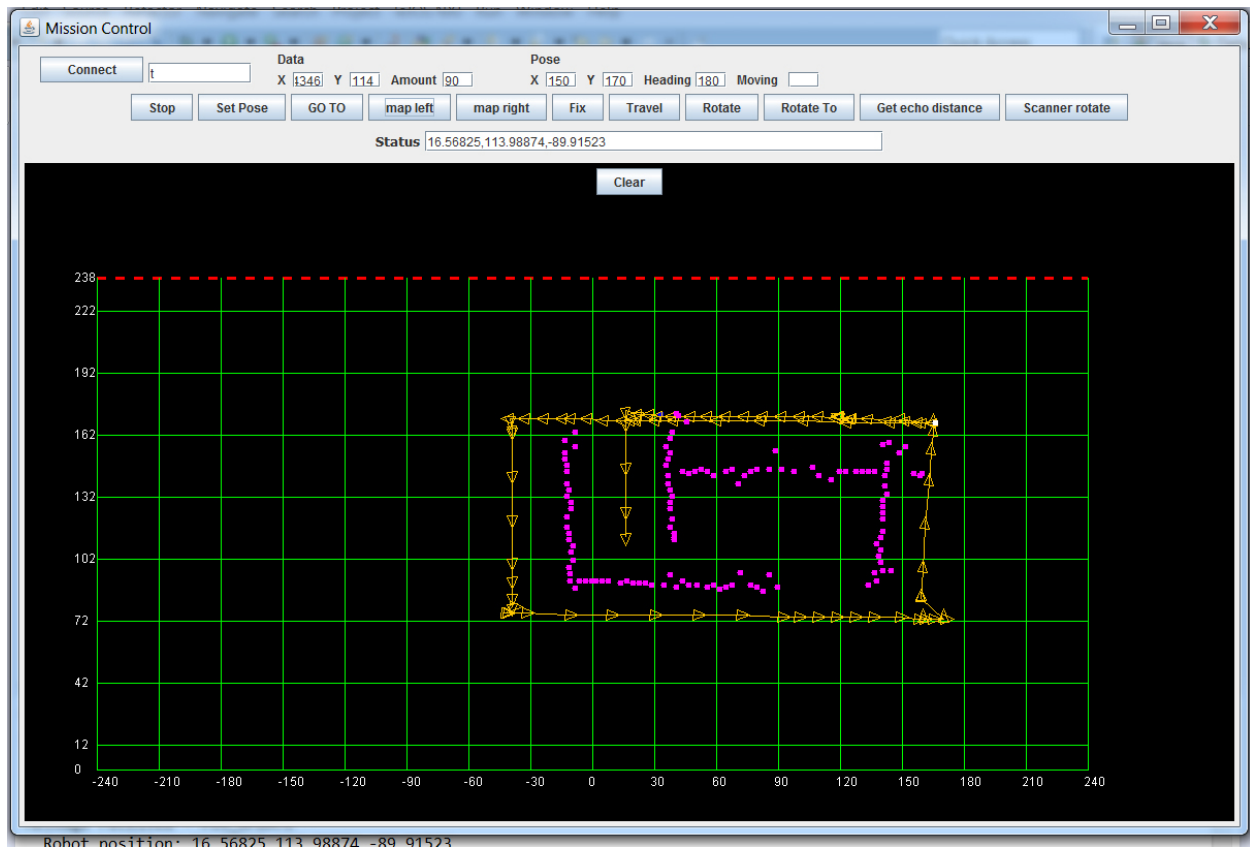 Mission Control
X
Data
Pose
Connect
t
X 4346 Y 114 Amount 90 X 150 Y 170 Heading 180 Moving
Stop Set Pose GO TO map left map right Fix Travel Rotate Rotate To Get echo distance Scanner rotate
Status 16.56825,113.98874,-89.91523
Clear
238
222
192
162
132
102
72
42
12
0
-240 -210 -180 -150 -120 -90 -60 -30 0 30 60 90 120 150 180 210 240
Robot position: 16.56825,113.98874,-89.91523